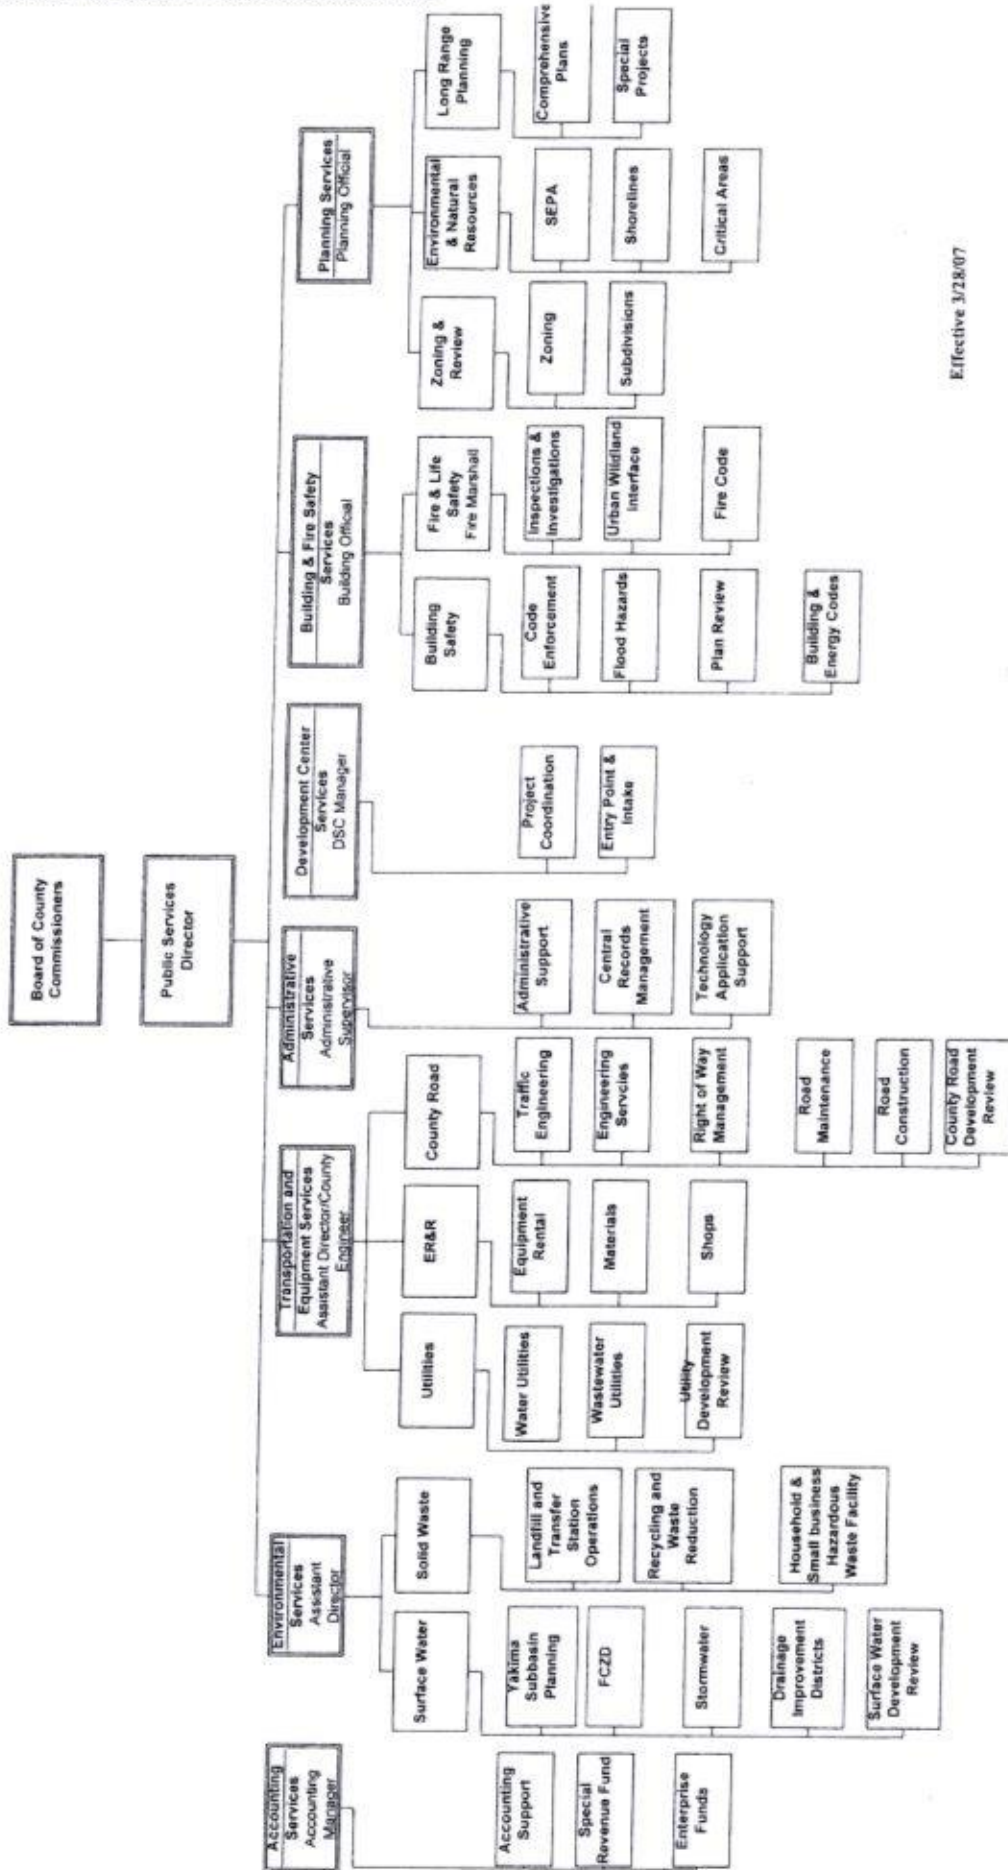 Board of County
Commissioners
Public Services
Director
Accounting
Services
Accounting
Manager
Accounting
Support
Special
Revenue Fund
Enterprise
Funds
Environmental
Services
Assistant
Director
Surface Water
Yakima
Subbasin
Planning
FCZD
Stormwater
Drainage
Improvement
Districts
Surface Water
Development
Review
Solid Waste
Landfill and
Transfer
Station
Operations
Recycling and
Waste
Reduction
Household &
Small business
Hazardous
Waste Facility
Transportation and
Equipment Services
Assistant Director/County
Engineer
Utilities
Water Utilities
Wastewater
Utilities
Utility
Development
Review
ER&R
Equipment
Rental
Materials
Shops
County Road
Traffic
Engineering
Engineering
Servcies
Right of Way
Management
Road
Maintenance
Road
Construction
County Road
Development
Review
Administrative
Services
Administrative
Supervisor
Administrative
Support
Central
Records
Management
Technology
Application
Support
Development Center
Services
DSC Manager
Project
Coordination
Entry Point &
Intake
Building & Fire Safety
Services
Building Official
Building
Safety
Code
Enforcement
Flood Hazards
Plan Review
Building &
Energy Codes
Fire & Life
Safety
Fire Marshall
Inspections &
Investigations
Urban Wildland
Interface
Fire Code
Planning Services
Planning Official
Zoning &
Review
Zoning
Subdivisions
Environmental
& Natural
Resources
SEPA
Shorelines
Critical Areas
Long Range
Planning
Comprehensive
Plans
Special
Projects
Effective 3/28/07